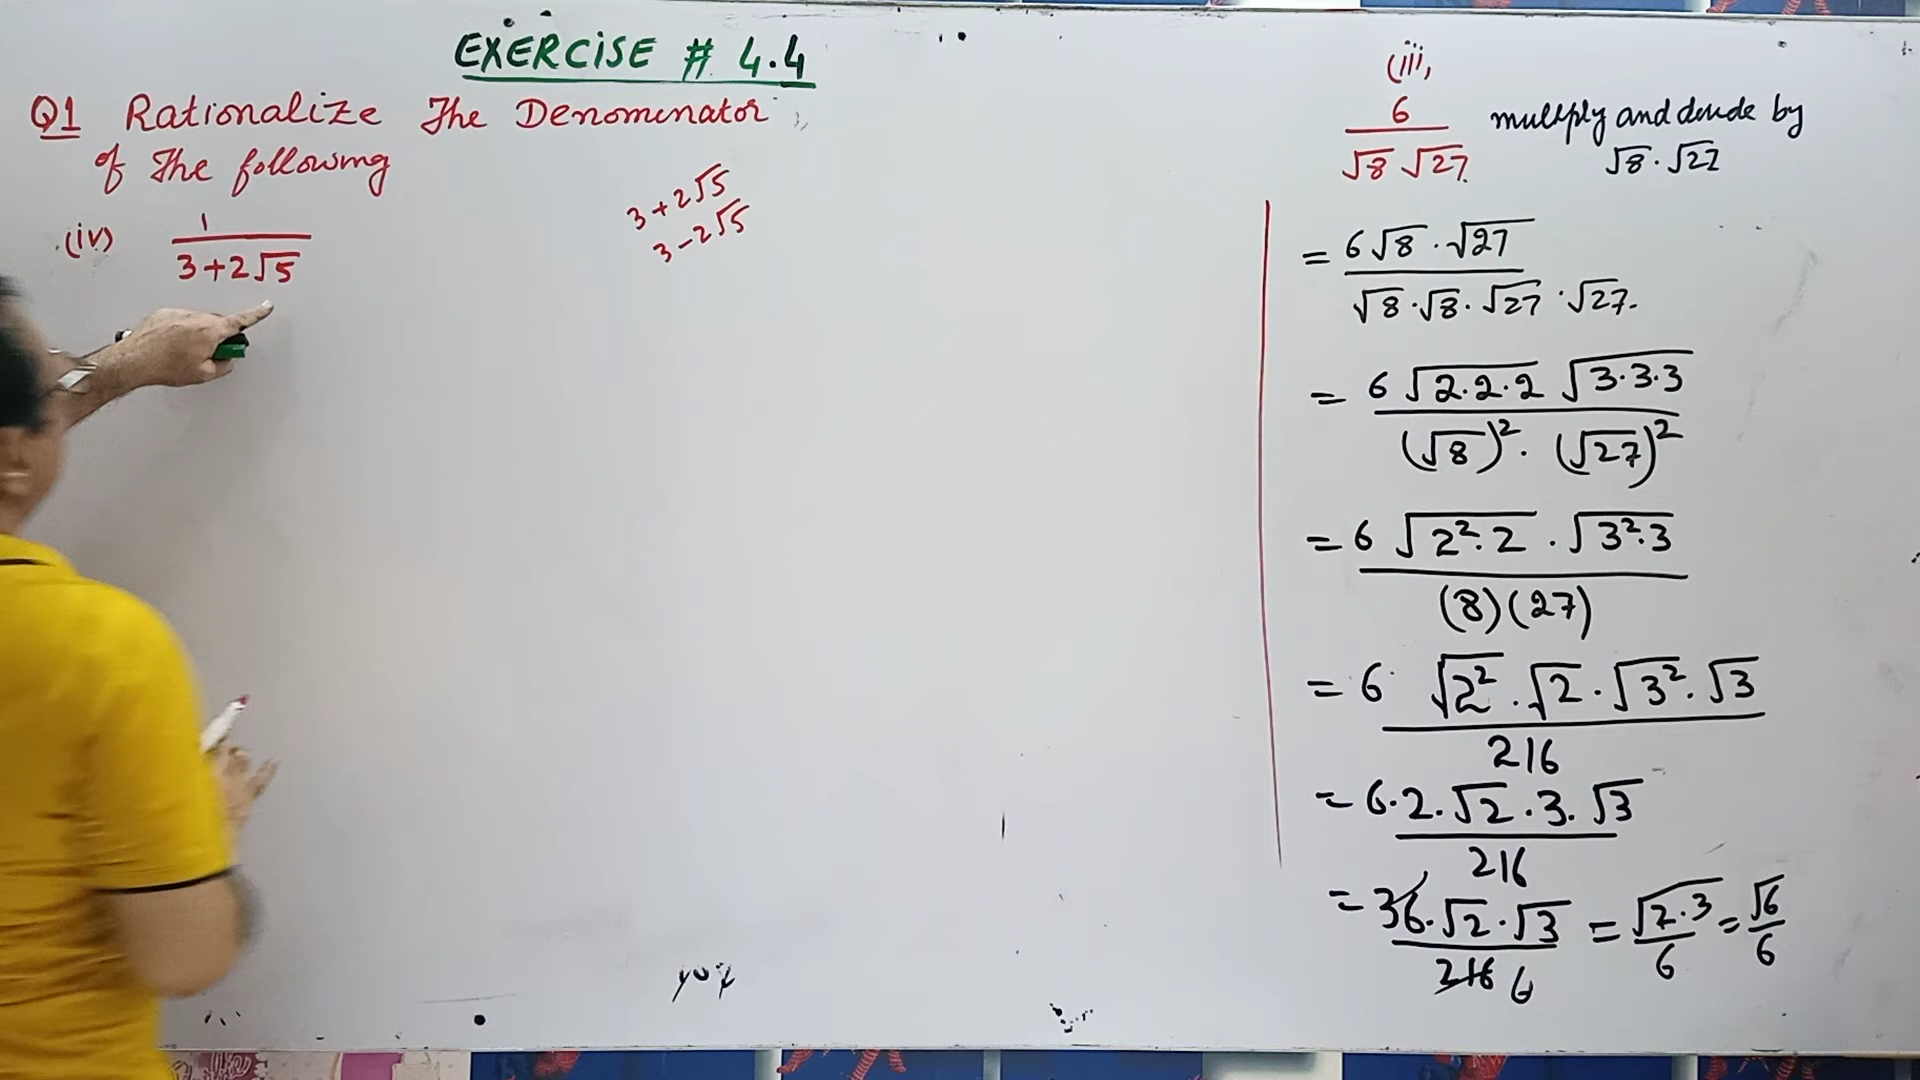 EXERCISE # 4.4
Q1 Rationalize The Denomenator
of The following
(iv) 1
3+2√5
3+2√5
3-2√5
(iii)
6
√8 √27
multiply and devide by
√8 · √27
= 6√8 · √27
√8 · √8 · √27 · √27
= 6 √2·2·2 √3·3·3
(√8)² · (√27)²
= 6 √2²·2 · √3²·3
(8)(27)
= 6 √2² · √2 · √3² · √3
216
= 6·2·√2·3·√3
216
= 36·√2·√3 = √2·3 = √6
216 6 6 6